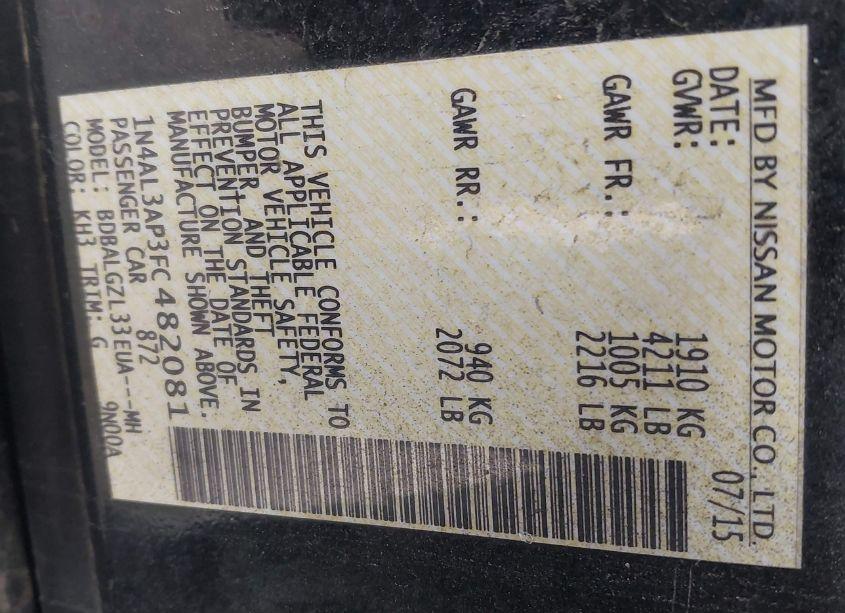 MFD BY NISSAN MOTOR CO., LTD.
DATE: 07/15
GVWR: 1910 KG
4211 LB
GAWR FR.: 1005 KG
2216 LB
GAWR RR.: 940 KG
2072 LB
THIS VEHICLE CONFORMS TO
ALL APPLICABLE FEDERAL
MOTOR VEHICLE SAFETY,
BUMPER, AND THEFT
PREVENTION STANDARDS IN
EFFECT ON THE DATE OF
MANUFACTURE SHOWN ABOVE.
1N4AL3AP3FC482081
PASSENGER CAR 872
MODEL: BDBALGZL33EUA---MH
COLOR: KH3 TRIM: G 9N00A